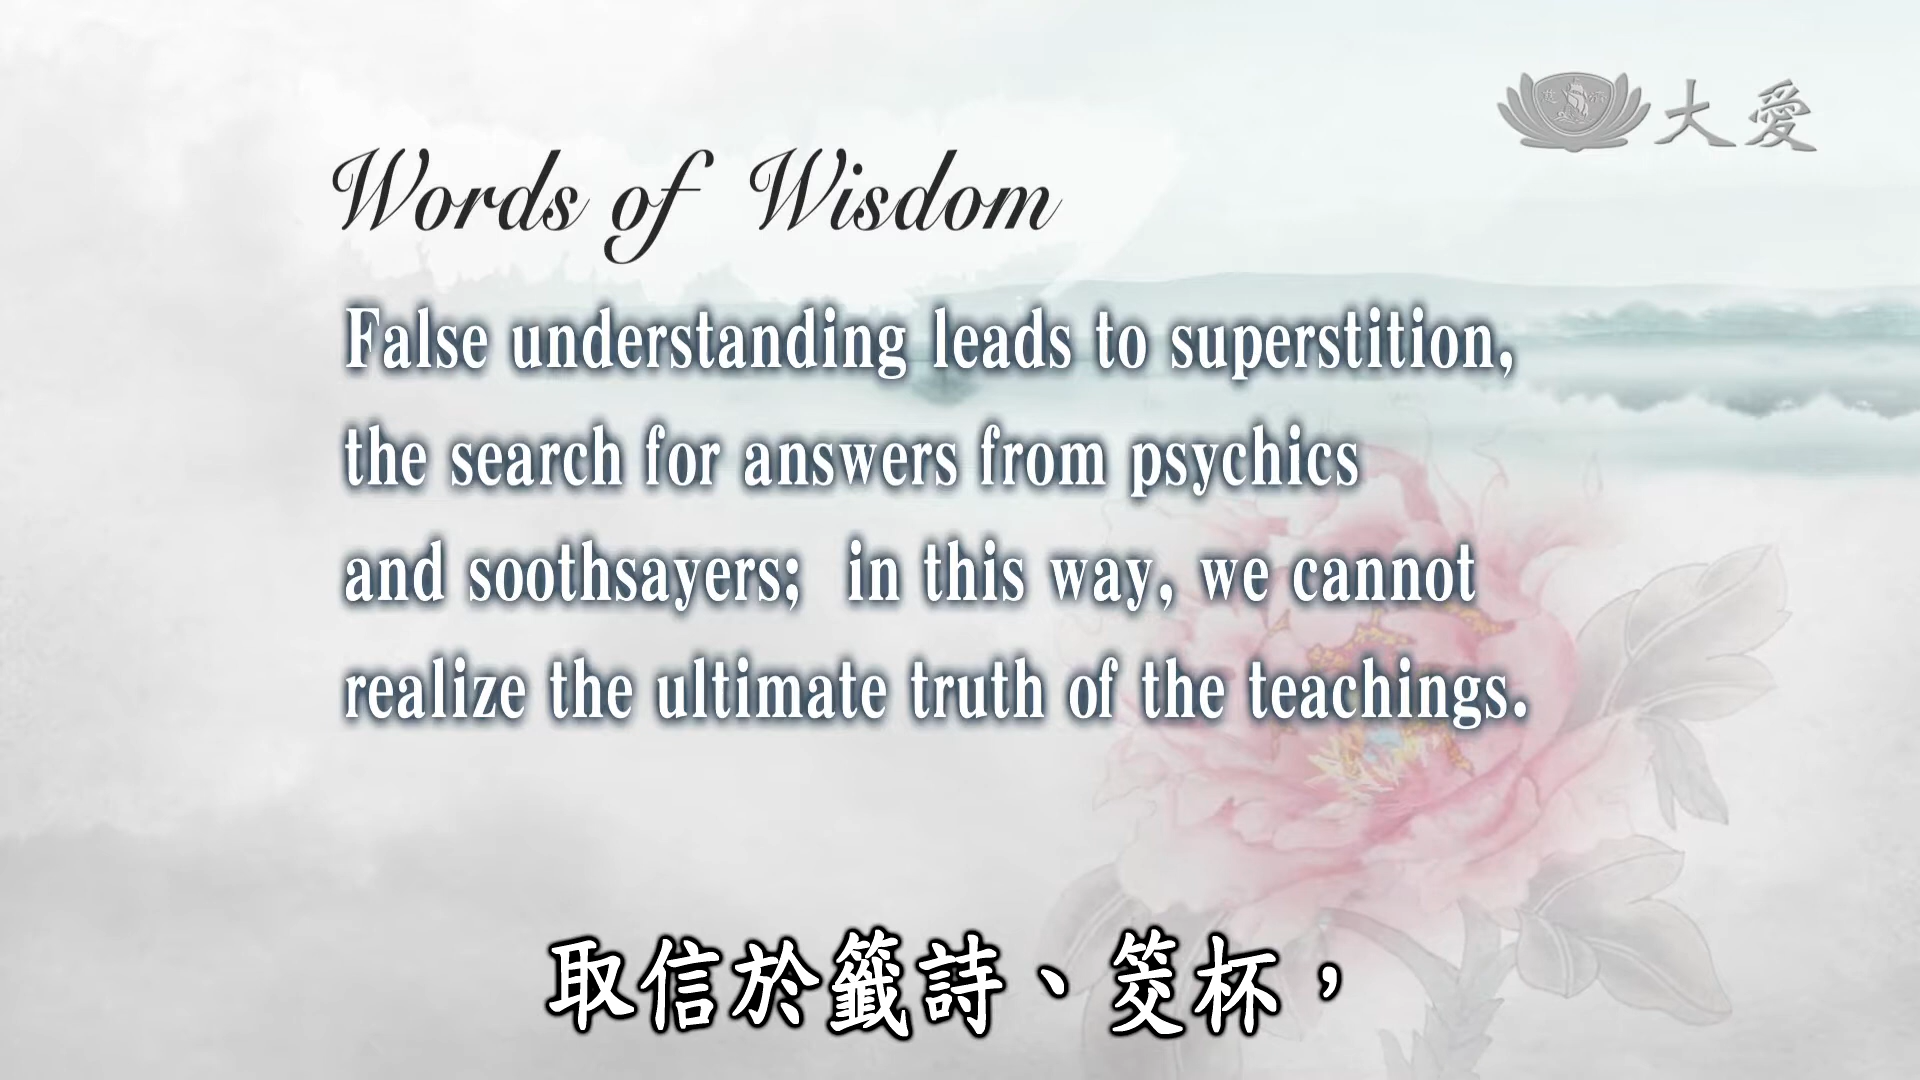 大愛
Words of Wisdom
False understanding leads to superstition,
the search for answers from psychics
and soothsayers; in this way, we cannot
realize the ultimate truth of the teachings.
取信於籤詩、筊杯，